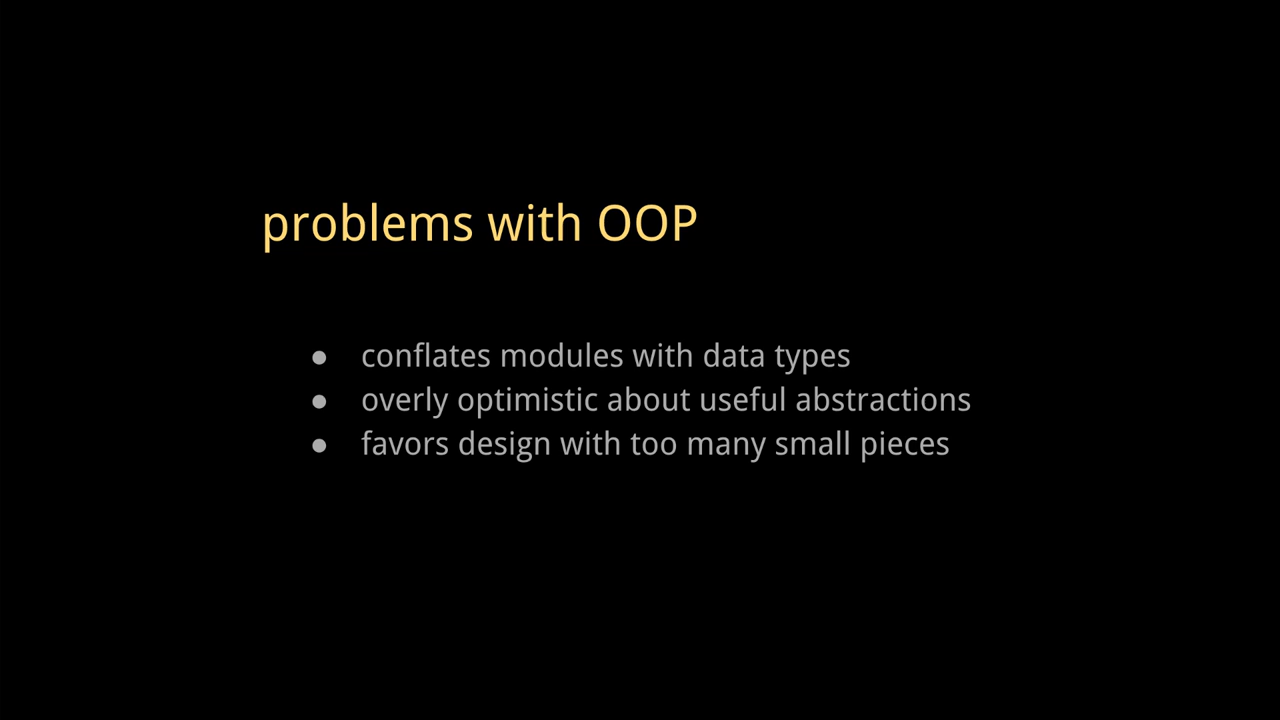 problems with OOP
● conflates modules with data types
● overly optimistic about useful abstractions
● favors design with too many small pieces